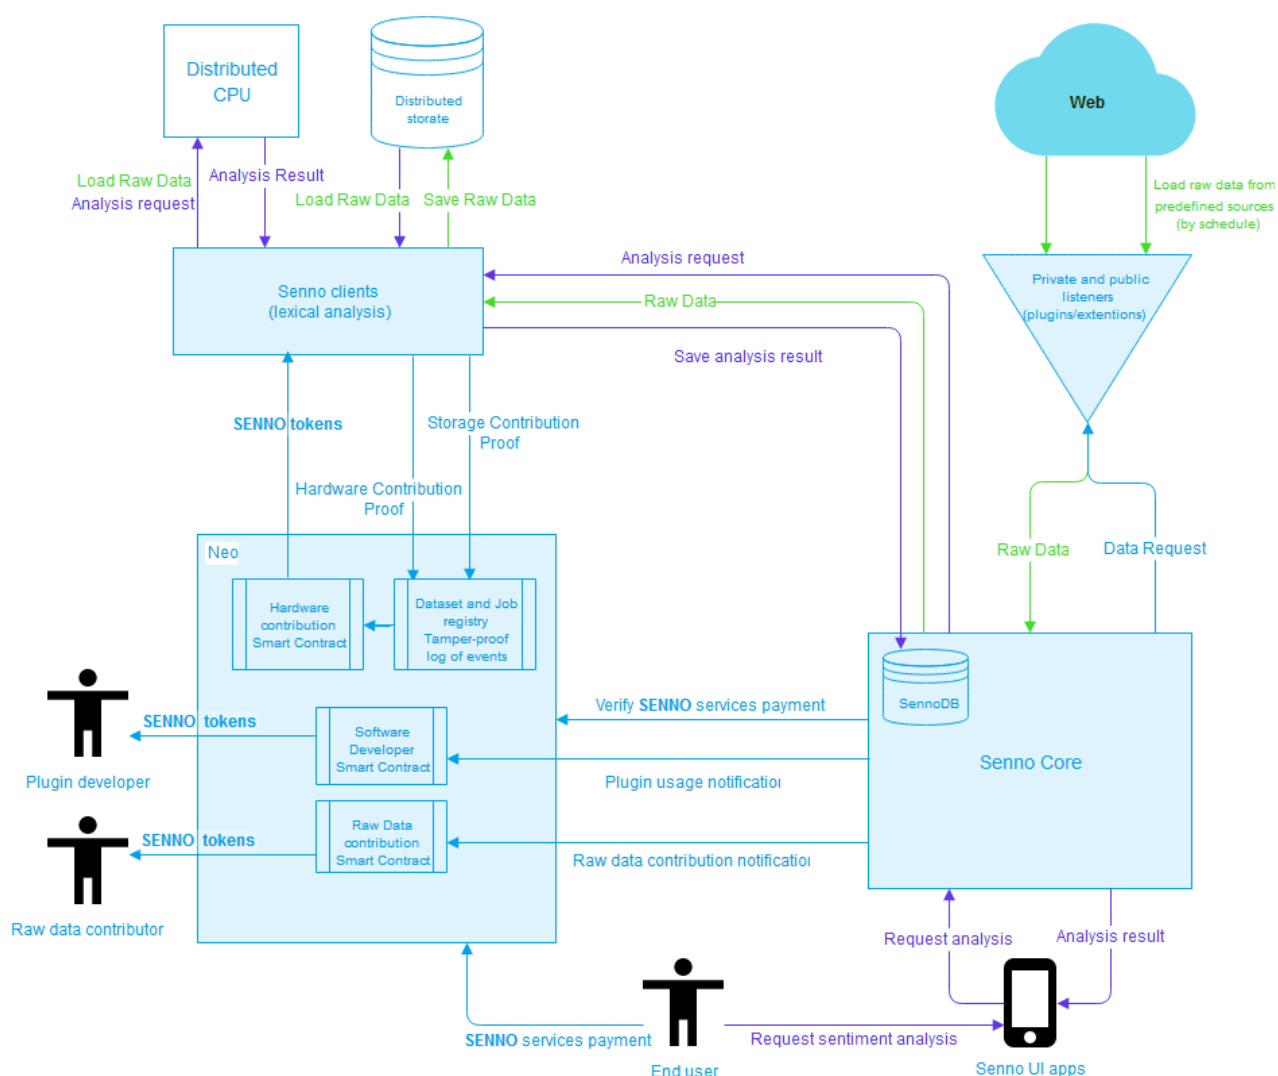 Distributed
CPU
Distributed
storate
Web
Load Raw Data
Analysis request
Analysis Result
Load Raw Data
Save Raw Data
Load raw data from
predefined sources
(by schedule)
Analysis request
Raw Data
Save analysis result
Senno clients
(lexical analysis)
Private and public
listeners
(plugins/extentions)
SENNO tokens
Storage Contribution
Proof
Hardware Contribution
Proof
Raw Data
Data Request
Neo
Hardware
contribution
Smart Contract
Dataset and Job
registry
Tamper-proof
log of events
SennoDB
Senno Core
Verify SENNO services payment
SENNO tokens
Software
Developer
Smart Contract
Plugin usage notification
Plugin developer
SENNO tokens
Raw Data
contribution
Smart Contract
Raw data contribution notification
Raw data contributor
Request analysis
Analysis result
SENNO services payment
Request sentiment analysis
End user
Senno UI apps